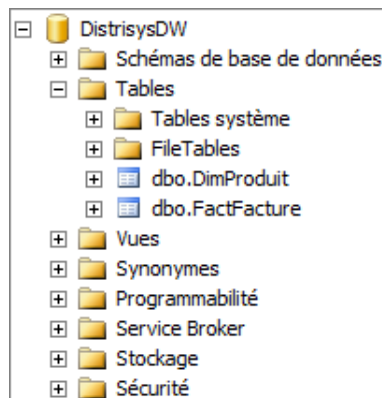 DistrisysDW
Schémas de base de données
Tables
Tables système
FileTables
dbo.DimProduit
dbo.FactFacture
Vues
Synonymes
Programmabilité
Service Broker
Stockage
Sécurité